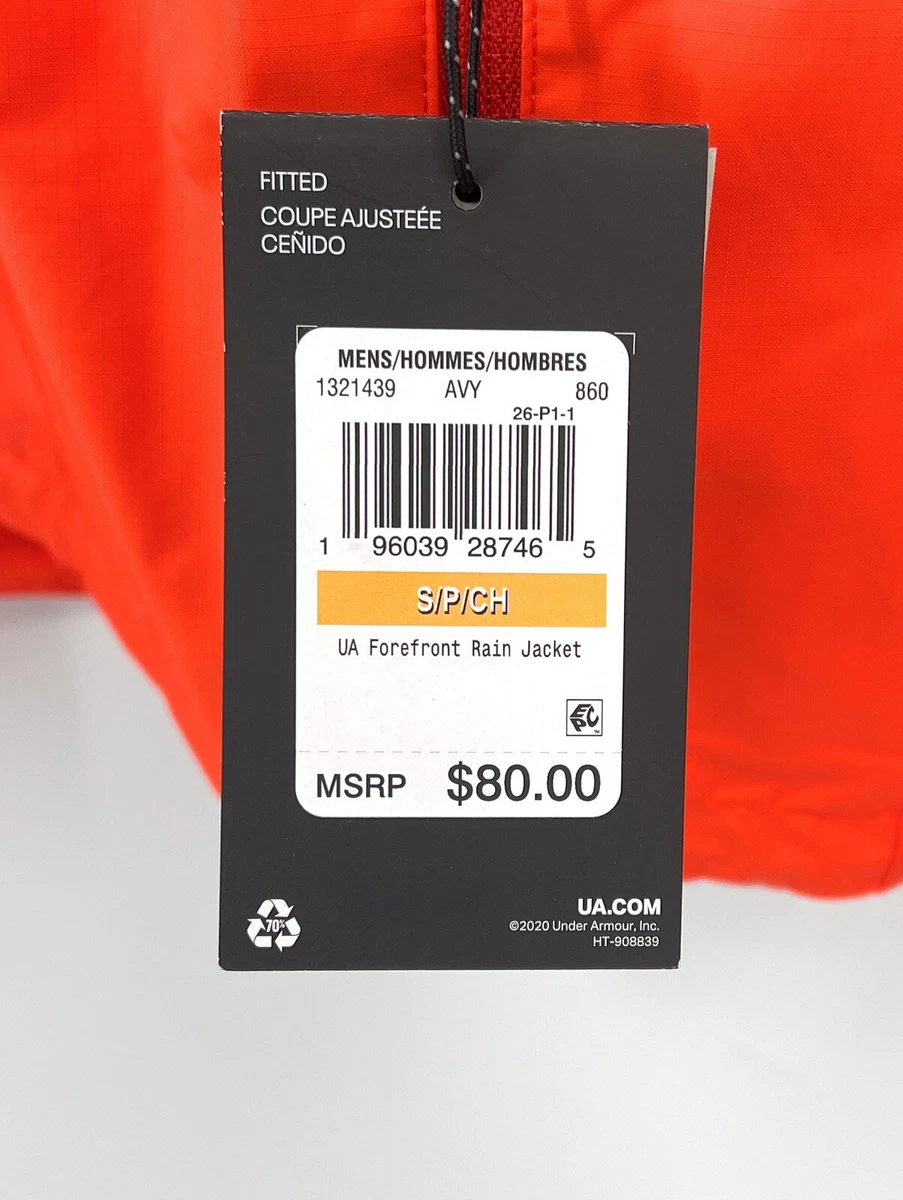 FITTED
COUPE AJUSTEÉE
CEÑIDO
MENS/HOMMES/HOMBRES
1321439 AVY 860
26-P1-1
1 96039 28746 5
S/P/CH
UA Forefront Rain Jacket
EPC
MSRP $80.00
70%
UA.COM
©2020 Under Armour, Inc.
HT-908839